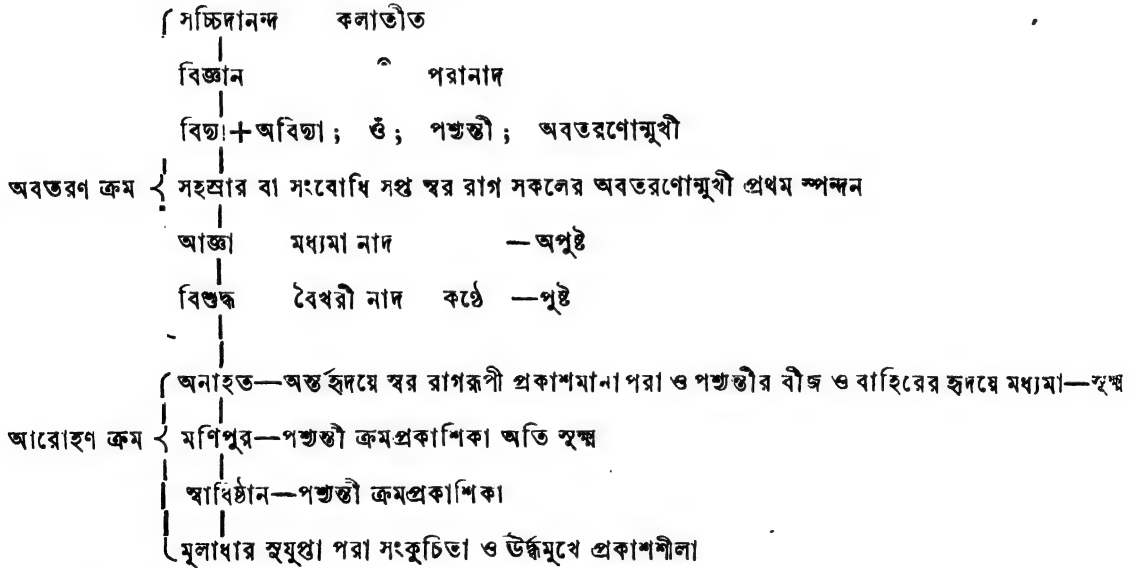 সচ্চিদানন্দ কলাতীত
বিজ্ঞান ঁ পরানাদ
বিদ্যা+অবিদ্যা ; ওঁ ; পশ্যন্তী ; অবতরণোন্মুখী
অবতরণ ক্রম সহস্রার বা সংবোধি সপ্ত স্বর রাগ সকলের অবতরণোন্মুখী প্রথম স্পন্দন
আজ্ঞা মধ্যমা নাদ —অপুষ্ট
বিশুদ্ধ বৈখরী নাদ কণ্ঠে —পুষ্ট
অনাহত—অন্তর্হৃদয়ে স্বর রাগরূপী প্রকাশমানা পরা ও পশ্যন্তীর বীজ ও বাহিরের হৃদয়ে মধ্যমা—সূক্ষ্ম
আরোহণ ক্রম মণিপুর—পশ্যন্তী ক্রমপ্রকাশিকা অতি সূক্ষ্ম
স্বাধিষ্ঠান—পশ্যন্তী ক্রমপ্রকাশিকা
মূলাধার সুষুপ্তা পরা সংকুচিতা ও ঊর্দ্ধমুখে প্রকাশশীলা